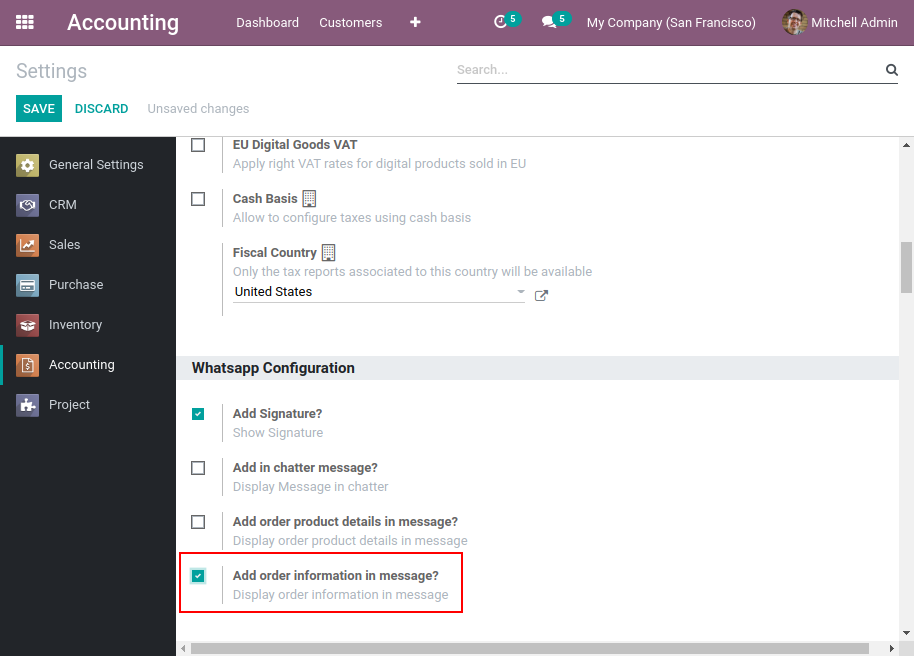 Accounting Dashboard Customers 5 5 My Company (San Francisco) Mitchell Admin
Settings
Search...
SAVE DISCARD Unsaved changes
General Settings
CRM
Sales
Purchase
Inventory
Accounting
Project
EU Digital Goods VAT
Apply right VAT rates for digital products sold in EU
Cash Basis
Allow to configure taxes using cash basis
Fiscal Country
Only the tax reports associated to this country will be available
United States
Whatsapp Configuration
Add Signature?
Show Signature
Add in chatter message?
Display Message in chatter
Add order product details in message?
Display order product details in message
Add order information in message?
Display order information in message